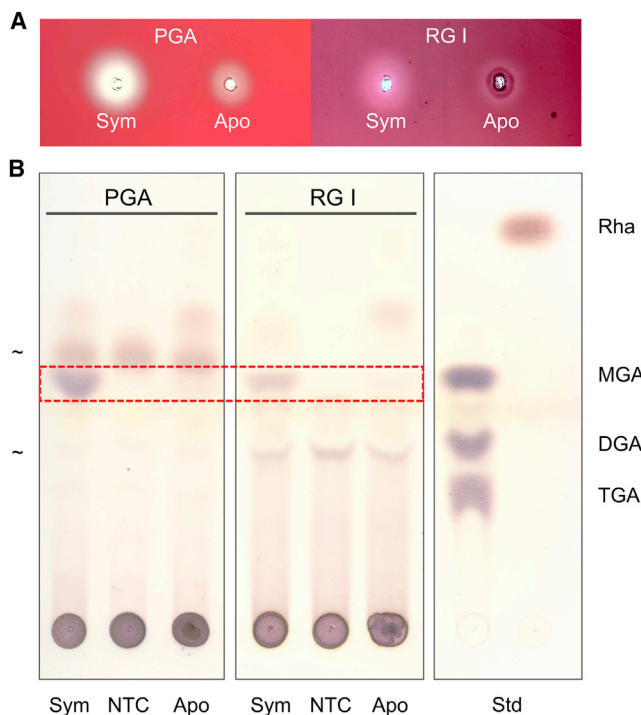 A
PGA RG I
Sym Apo Sym Apo
B
PGA RG I
Rha
~
MGA
~
DGA
TGA
Sym NTC Apo Sym NTC Apo Std